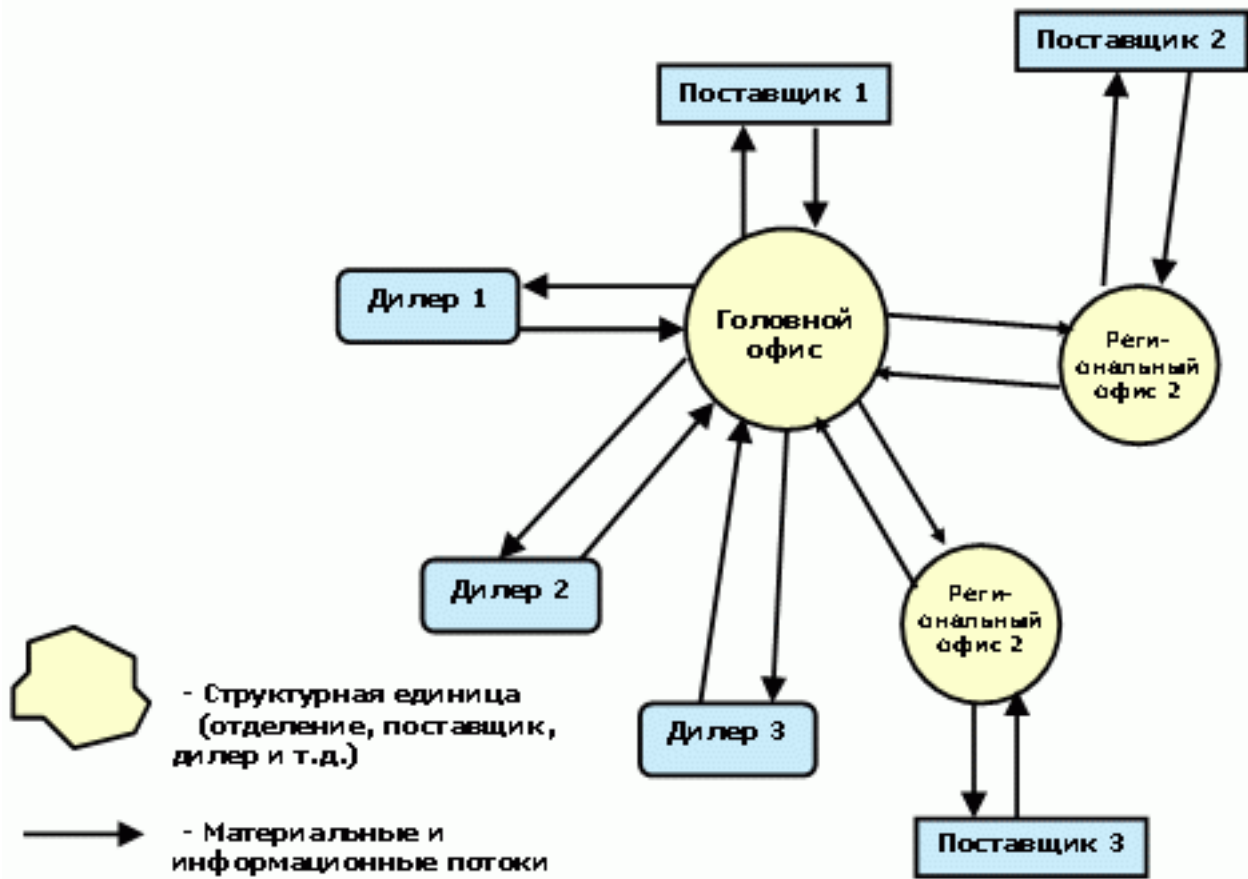 Поставщик 2
Поставщик 1
Дилер 1
Головной
офис
Реги-
ональный
офис 2
Дилер 2
Реги-
ональный
офис 2
- Структурная единица
(отделение, поставщик,
дилер и т.д.)
Дилер 3
- Материальные и
информационные потоки
Поставщик 3